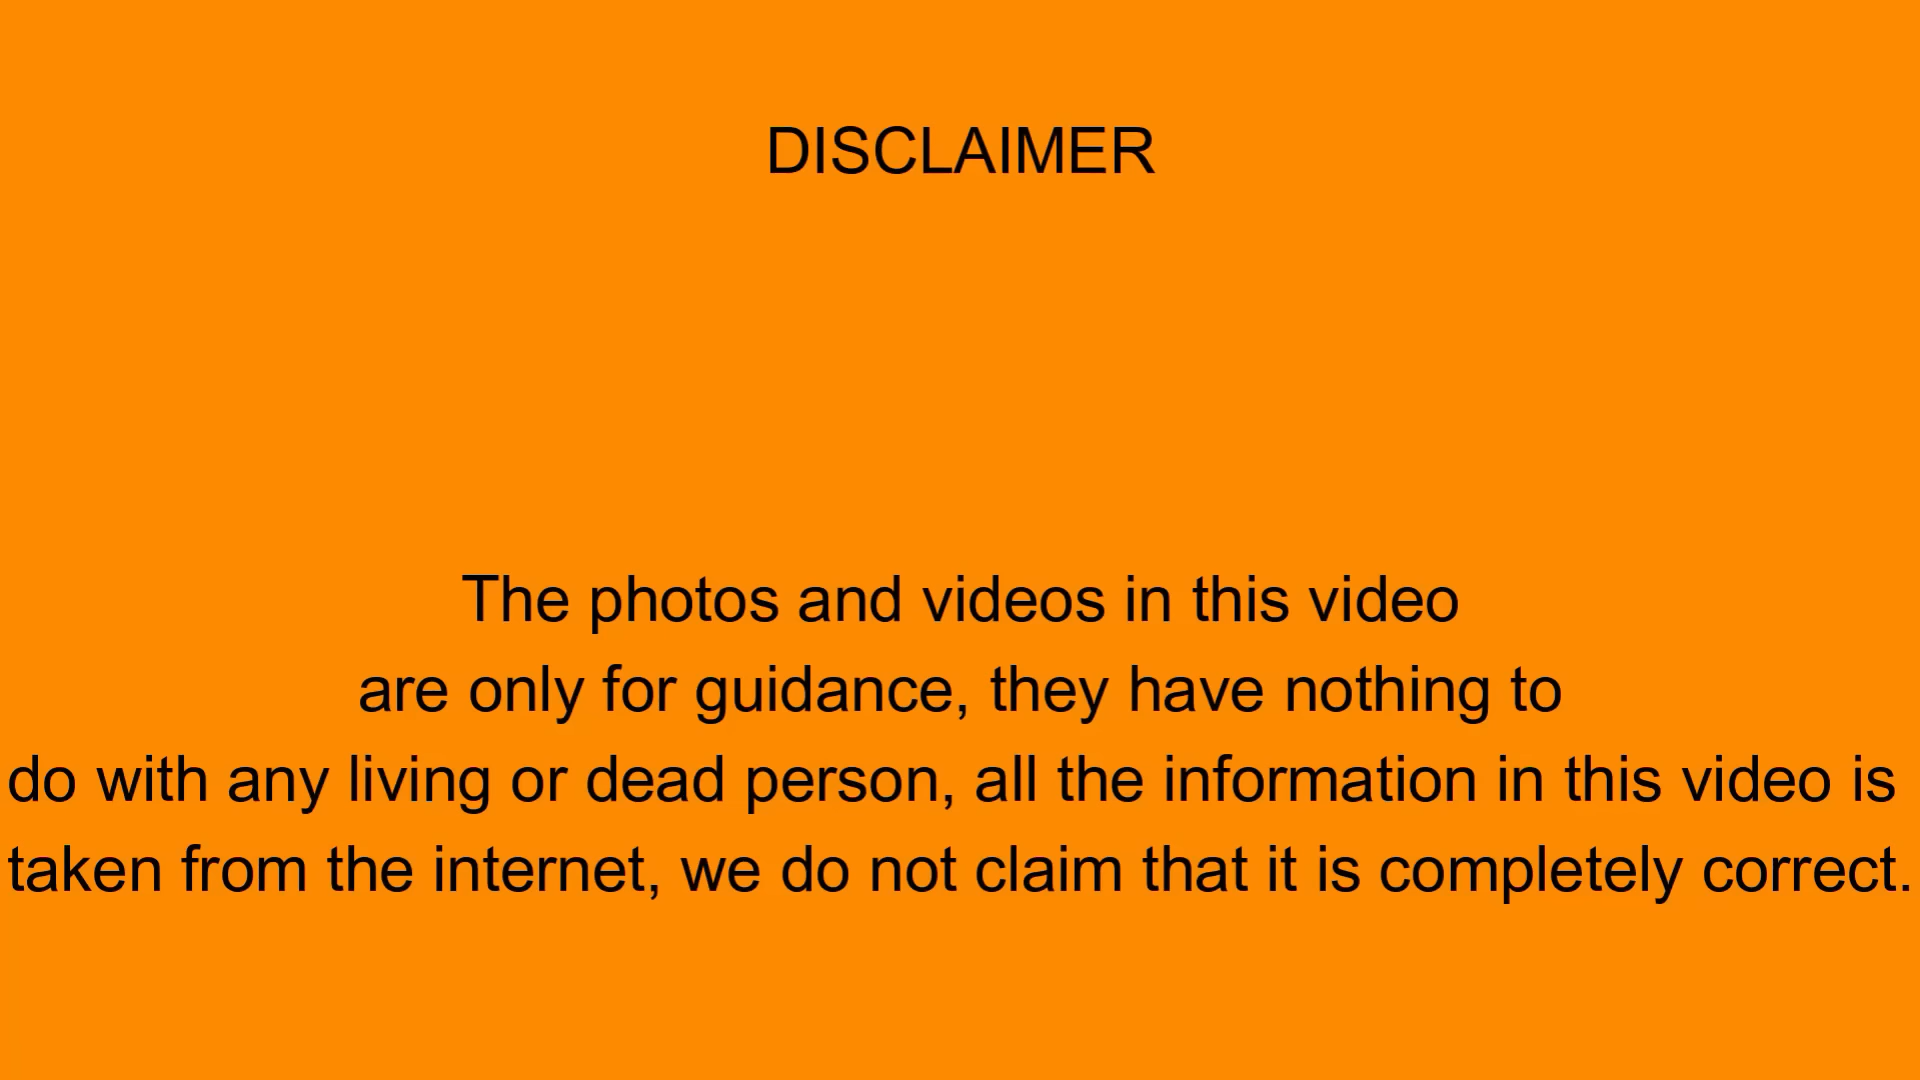 DISCLAIMER
The photos and videos in this video
are only for guidance, they have nothing to
do with any living or dead person, all the information in this video is
taken from the internet, we do not claim that it is completely correct.